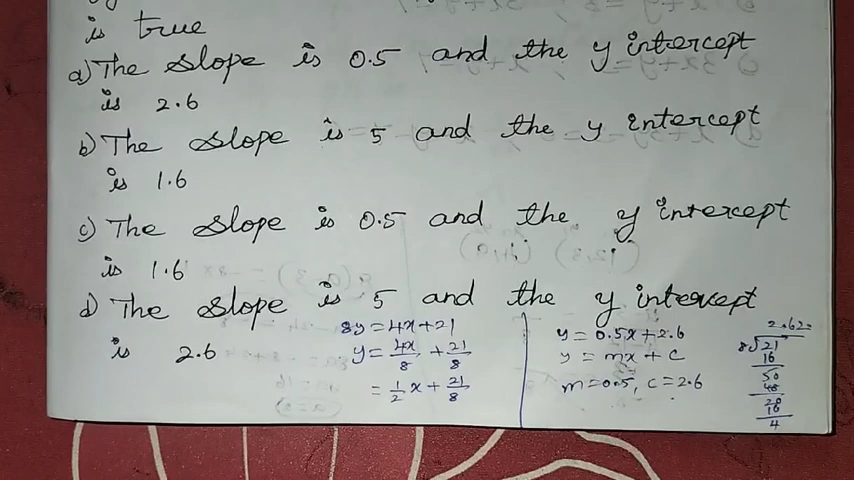 is true
a) The slope is 0.5 and the y intercept
is 2.6
b) The slope is 5 and the y intercept
is 1.6
c) The slope is 0.5 and the y intercept
is 1.6
d) The slope is 5 and the y intercept
is 2.6
8y = 4x + 21
y = 4x/8 + 21/8
= 1/2 x + 21/8
y = 0.5x + 2.6
y = mx + c
m = 0.5, c = 2.6
2.62
8√21
16
50
48
20
16
4